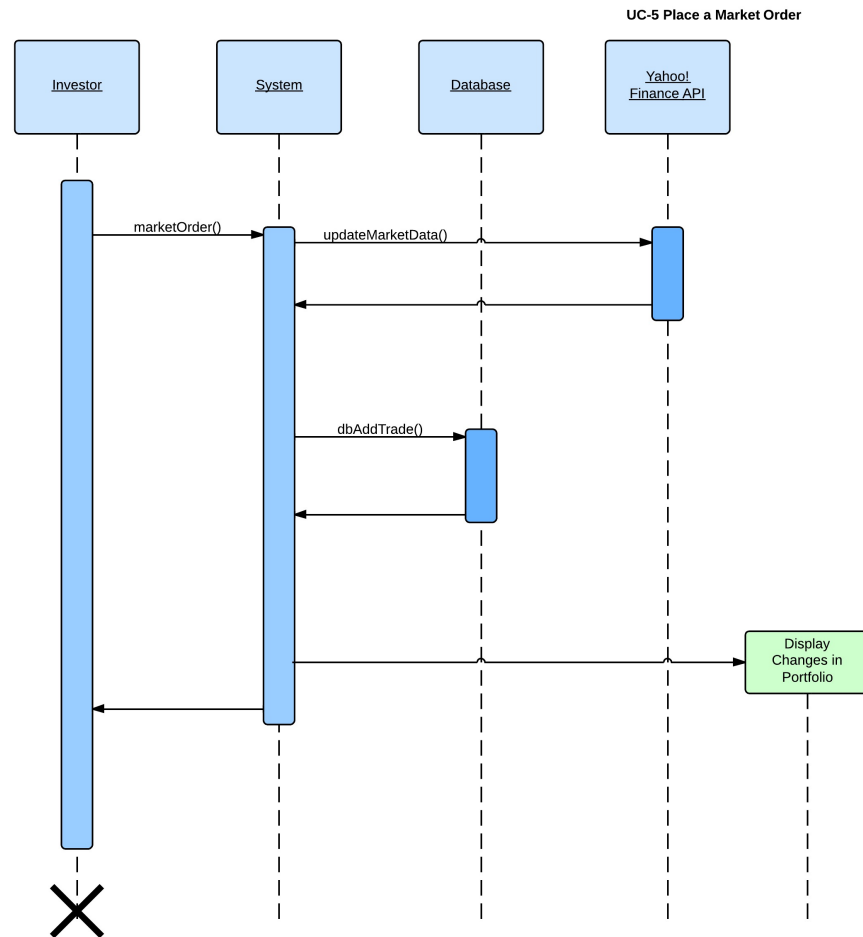 UC-5 Place a Market Order
Investor
System
Database
Yahoo!
Finance API
marketOrder()
updateMarketData()
dbAddTrade()
Display
Changes in
Portfolio